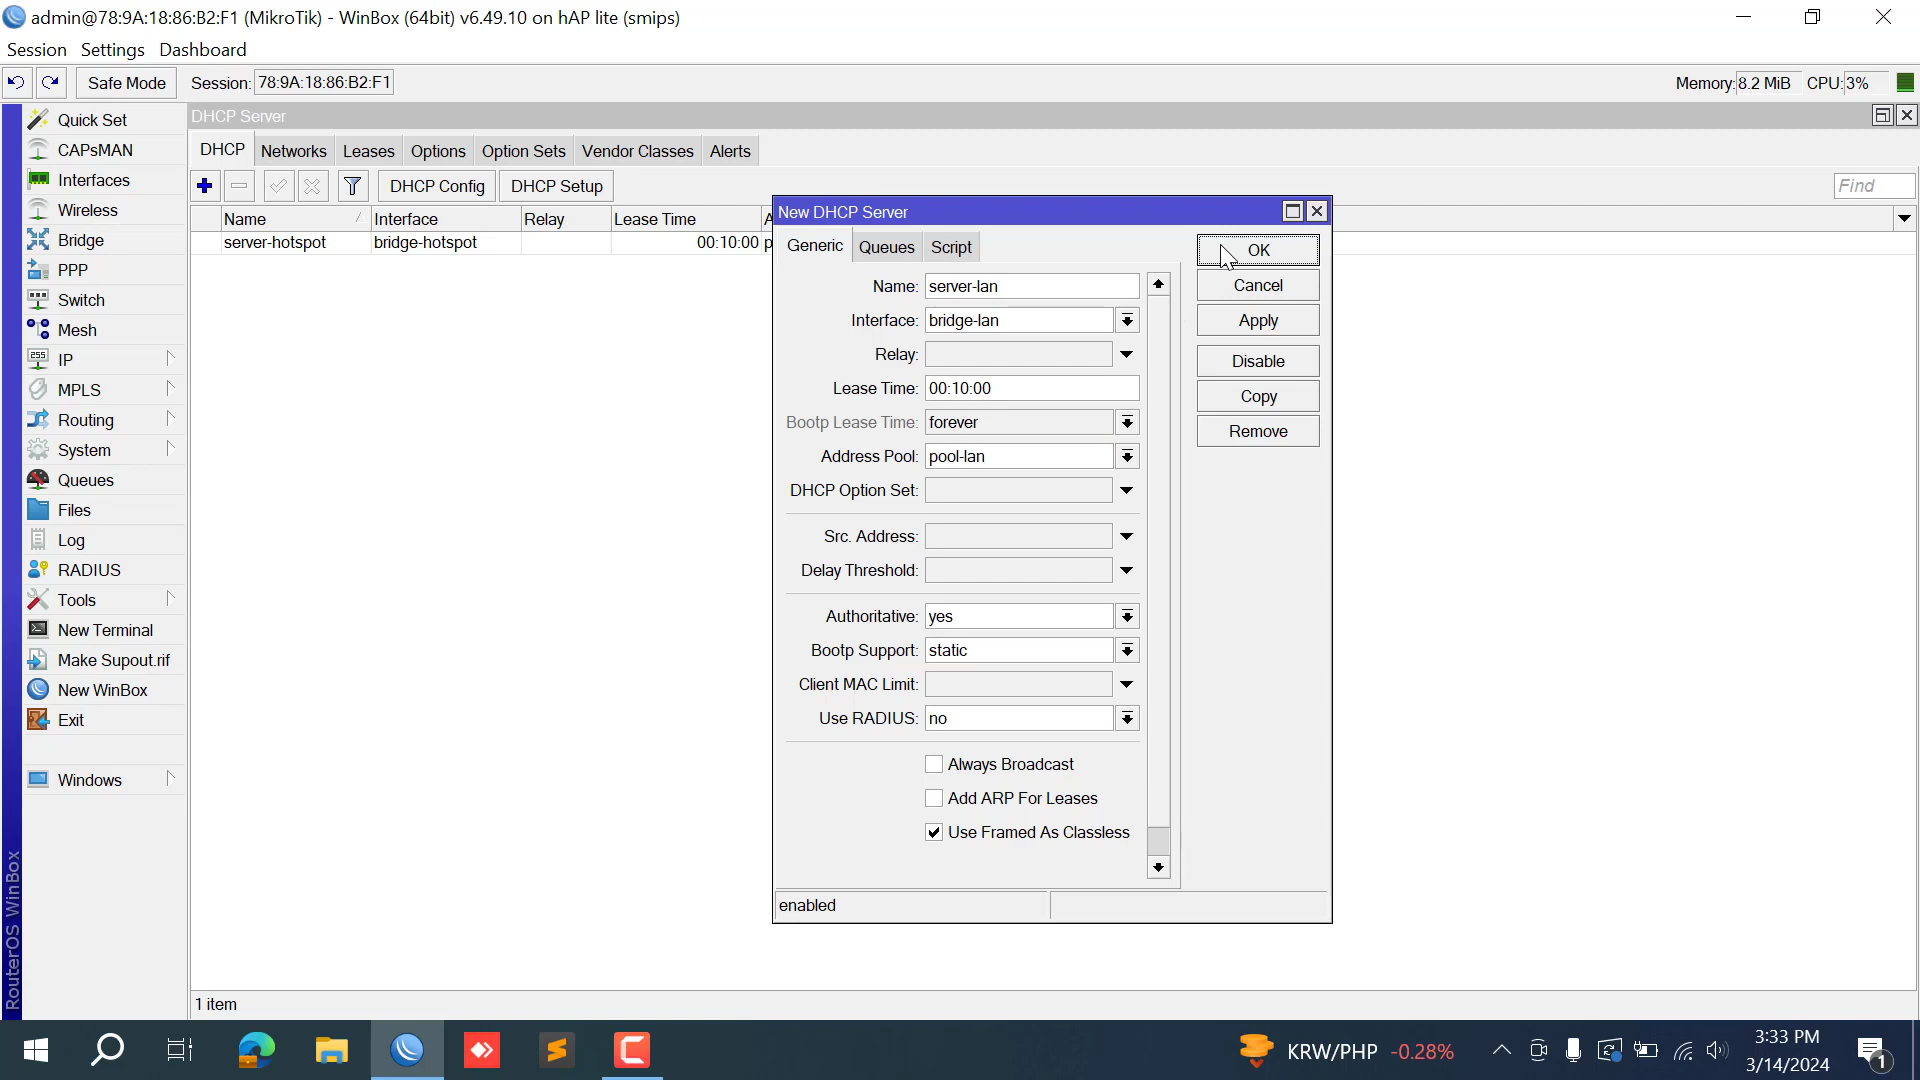 admin@78:9A:18:86:B2:F1 (MikroTik) - WinBox (64bit) v6.49.10 on hAP lite (smips)
Session Settings Dashboard
Safe Mode Session: 78:9A:18:86:B2:F1 Memory: 8.2 MiB CPU: 3%
Quick Set
CAPsMAN
Interfaces
Wireless
Bridge
PPP
Switch
Mesh
255 IP
MPLS
Routing
System
Queues
Files
Log
RADIUS
Tools
New Terminal
Make Supout.rif
New WinBox
Exit
Windows
RouterOS WinBox
DHCP Server
DHCP Networks Leases Options Option Sets Vendor Classes Alerts
DHCP Config DHCP Setup Find
Name Interface Relay Lease Time A
server-hotspot bridge-hotspot 00:10:00 p
1 item
New DHCP Server
Generic Queues Script
Name: server-lan
Interface: bridge-lan
Relay:
Lease Time: 00:10:00
Bootp Lease Time: forever
Address Pool: pool-lan
DHCP Option Set:
Src. Address:
Delay Threshold:
Authoritative: yes
Bootp Support: static
Client MAC Limit:
Use RADIUS: no
Always Broadcast
Add ARP For Leases
Use Framed As Classless
OK
Cancel
Apply
Disable
Copy
Remove
enabled
KRW/PHP -0.28%
3:33 PM
3/14/2024
1